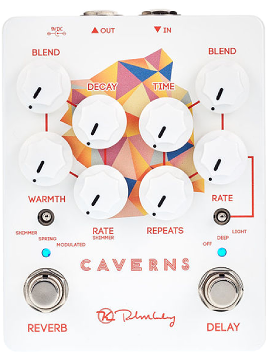 9VDC
▲OUT ▼IN
BLEND BLEND
DECAY TIME
WARMTH RATE
RATE REPEATS
SHIMMER
SHIMMER DEEP LIGHT
SPRING OFF
MODULATED
CAVERNS
REVERB DELAY